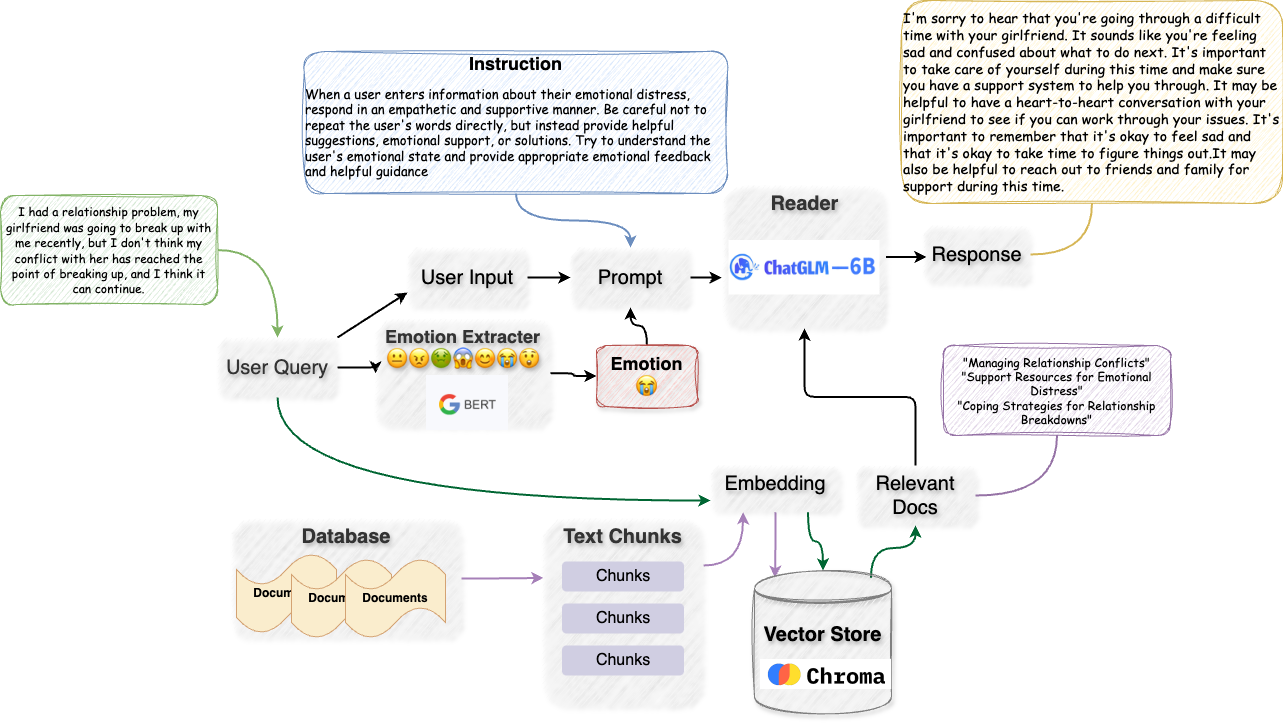 I'm sorry to hear that you're going through a difficult
time with your girlfriend. It sounds like you're feeling
sad and confused about what to do next. It's important
to take care of yourself during this time and make sure
you have a support system to help you through. It may be
helpful to have a heart-to-heart conversation with your
girlfriend to see if you can work through your issues. It's
important to remember that it's okay to feel sad and
that it's okay to take time to figure things out.It may
also be helpful to reach out to friends and family for
support during this time.
Instruction
When a user enters information about their emotional distress,
respond in an empathetic and supportive manner. Be careful not to
repeat the user's words directly, but instead provide helpful
suggestions, emotional support, or solutions. Try to understand the
user's emotional state and provide appropriate emotional feedback
and helpful guidance
I had a relationship problem, my
girlfriend was going to break up with
me recently, but I don't think my
conflict with her has reached the
point of breaking up, and I think it
can continue.
Reader
ChatGLM—6B
Response
User Input
Prompt
User Query
Emotion Extracter
BERT
Emotion
"Managing Relationship Conflicts"
"Support Resources for Emotional
Distress"
"Coping Strategies for Relationship
Breakdowns"
Embedding
Relevant
Docs
Database
Docum
Docum
Documents
Text Chunks
Chunks
Chunks
Chunks
Vector Store
Chroma